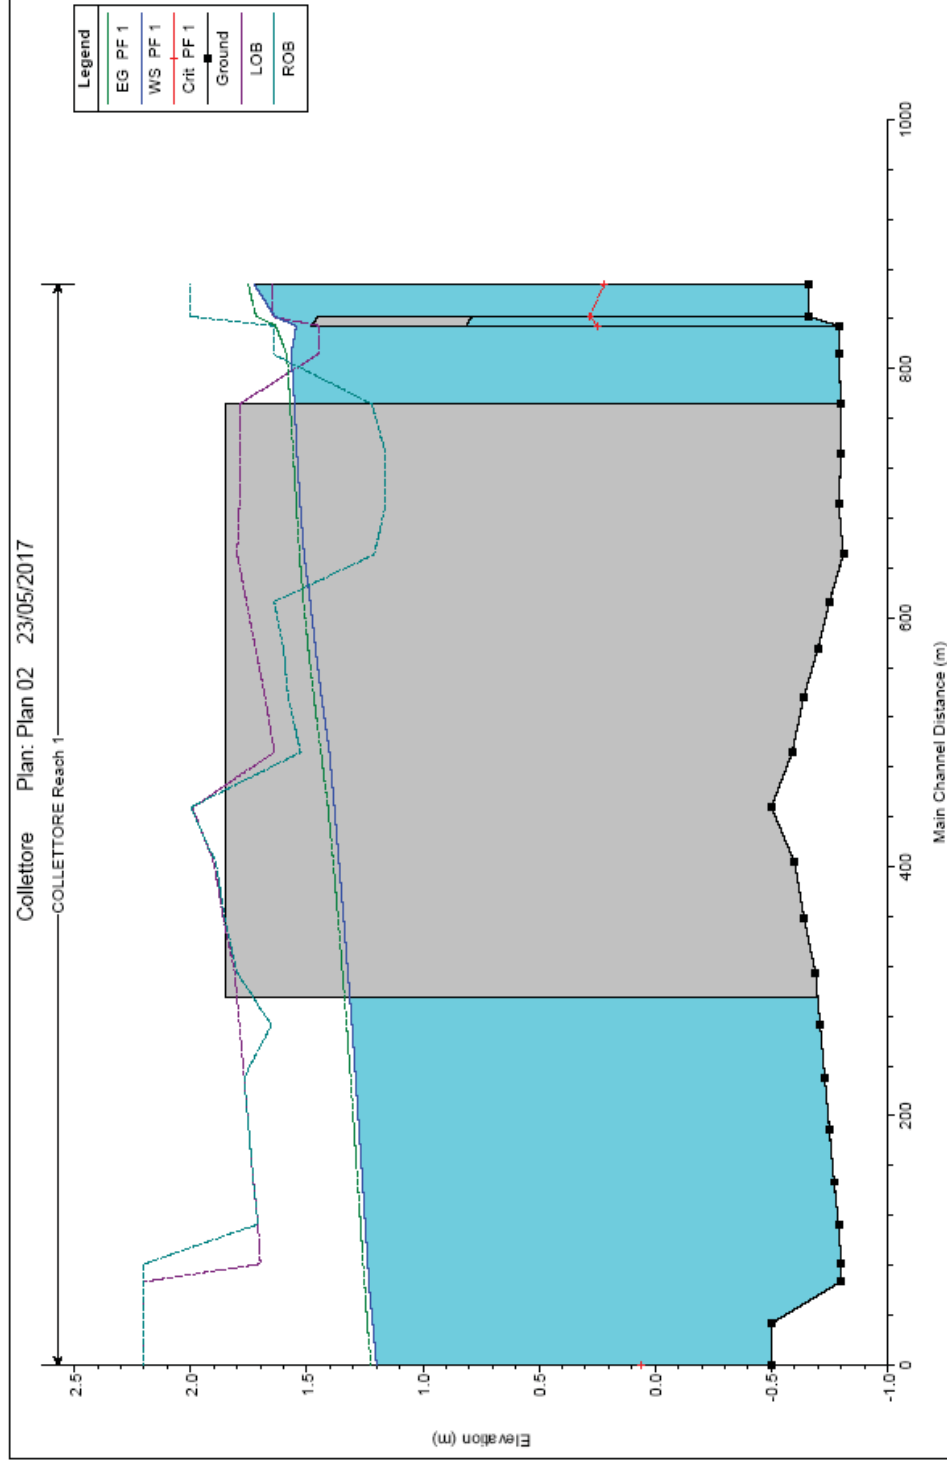 Collettore Plan: Plan 02 23/05/2017
COLLETTORE Reach 1
Legend
EG PF 1
WS PF 1
Crit PF 1
Ground
LOB
ROB
Elevation (m)
2.5
2.0
1.5
1.0
0.5
0.0
-0.5
-1.0
0
200
400
600
800
1000
Main Channel Distance (m)